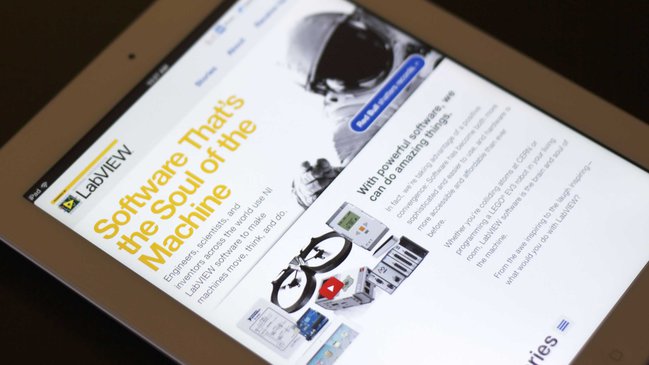 iPad
LabVIEW
Stories
About
Software That's
the Soul of the
Machine
Engineers, scientists, and
inventors across the world use NI
LabVIEW software to make
machines move, think, and do.
Red Bull shatters records.
With powerful software, we
can do amazing things.
In fact, we're taking advantage of a positive
convergence: Software has become both more
sophisticated and easier to use, and hardware is
more accessible and affordable than ever
before.
Whether you're colliding atoms at CERN or
programming a LEGO® EV3 robot in your living
room, LabVIEW software is the brain and soul of
the machine.
From the awe inspiring to the laugh inspiring—
what would you do with LabVIEW?
ries